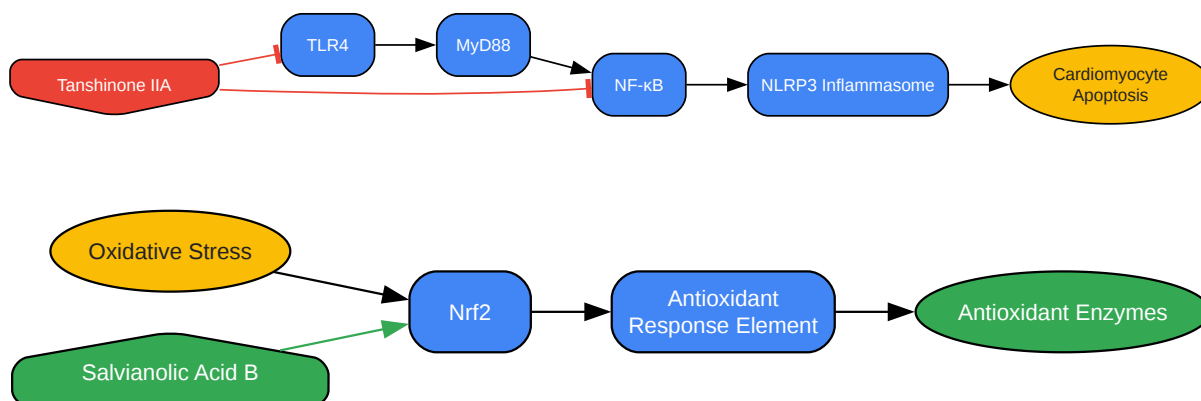 TLR4
MyD88
Tanshinone IIA
NF-κB
NLRP3 Inflammasome
Cardiomyocyte
Apoptosis
Oxidative Stress
Nrf2
Antioxidant
Response Element
Antioxidant Enzymes
Salvianolic Acid B